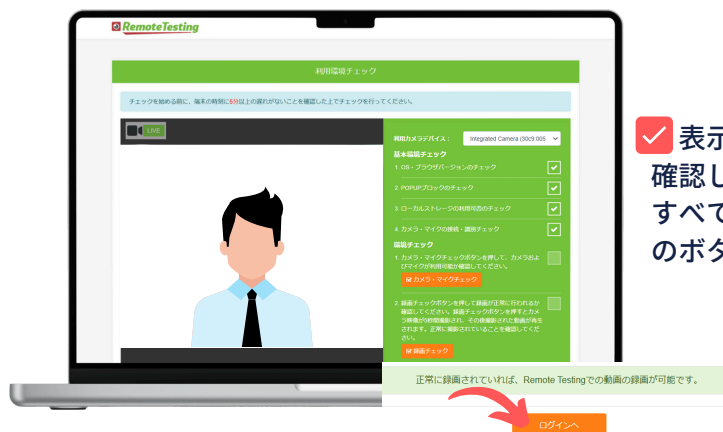 RemoteTesting
利用環境チェック
チェックを始める前に、端末の時刻に5分以上の遅れがないことを確認した上でチェックを行ってください。
LIVE
利用カメラデバイス：
Integrated Camera (30c9:005
基本環境チェック
1. OS・ブラウザバージョンのチェック
2. POPUPブロックのチェック
3. ローカルストレージの利用可否のチェック
4. カメラ・マイクの接続・識別チェック
環境チェック
1. カメラ・マイクチェックボタンを押して、カメラおよ
びマイクが利用可能か確認してください。
カメラ・マイクチェック
2. 録画チェックボタンを押して録画が正常に行われるか
確認してください。録画チェックボタンを押すとカメ
ラ映像が5秒間撮影され、その後撮影された動画が再生
されます。正常に撮影されていることを確認してくだ
さい。
録画チェック
正常に録画されていれば、Remote Testingでの動画の録画が可能です。
ログインへ
表示
確認し
すべて
のボタ